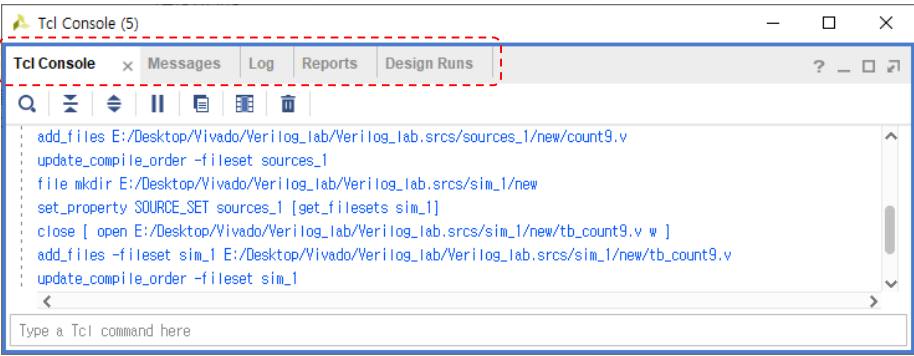 Tcl Console (5)
Tcl Console Messages Log Reports Design Runs
add_files E:/Desktop/Vivado/Verilog_lab/Verilog_lab.srcs/sources_1/new/count9.v
update_compile_order -fileset sources_1
file mkdir E:/Desktop/Vivado/Verilog_lab/Verilog_lab.srcs/sim_1/new
set_property SOURCE_SET sources_1 [get_filesets sim_1]
close [ open E:/Desktop/Vivado/Verilog_lab/Verilog_lab.srcs/sim_1/new/tb_count9.v w ]
add_files -fileset sim_1 E:/Desktop/Vivado/Verilog_lab/Verilog_lab.srcs/sim_1/new/tb_count9.v
update_compile_order -fileset sim_1
Type a Tcl command here